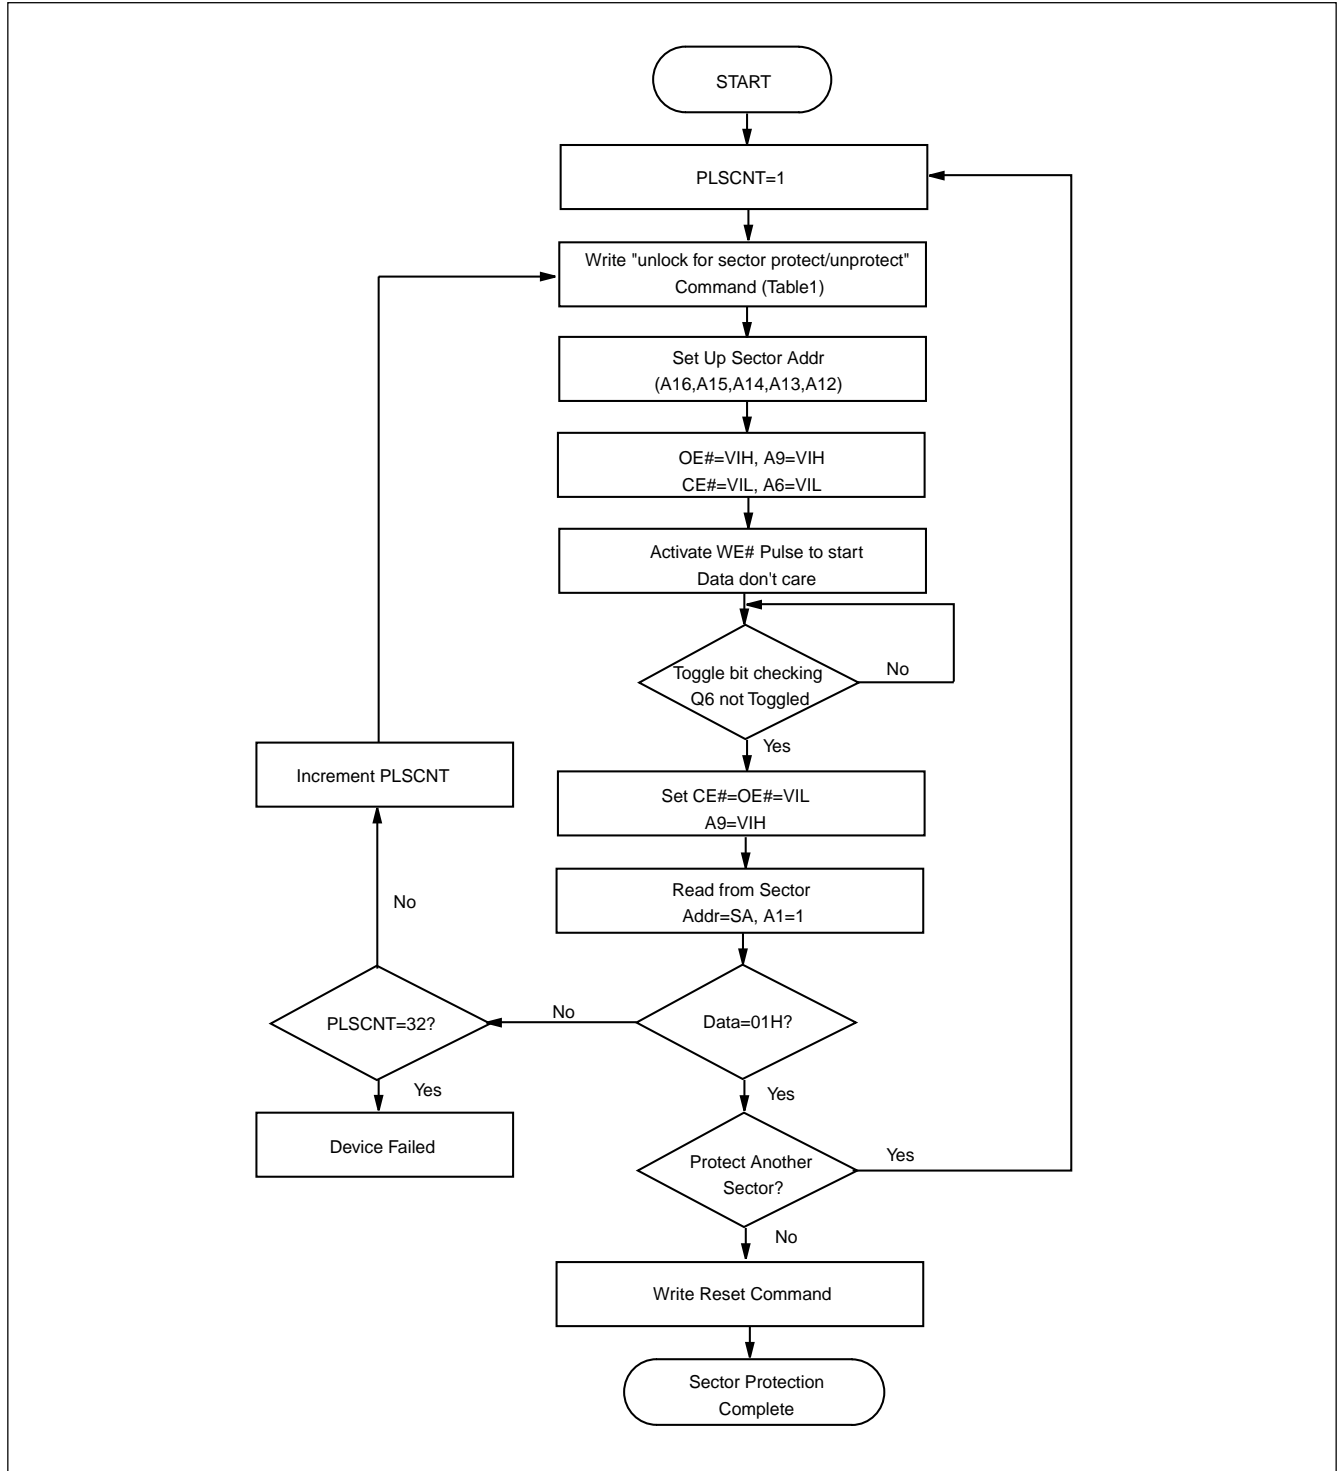 START
PLSCNT=1
Write "unlock for sector protect/unprotect"
Command (Table1)
Set Up Sector Addr
(A16,A15,A14,A13,A12)
OE#=VIH, A9=VIH
CE#=VIL, A6=VIL
Activate WE# Pulse to start
Data don't care
Toggle bit checking
Q6 not Toggled
No
Yes
Increment PLSCNT
Set CE#=OE#=VIL
A9=VIH
Read from Sector
Addr=SA, A1=1
No
PLSCNT=32?
No
Data=01H?
Yes
Yes
Device Failed
Protect Another
Sector?
Yes
No
Write Reset Command
Sector Protection
Complete